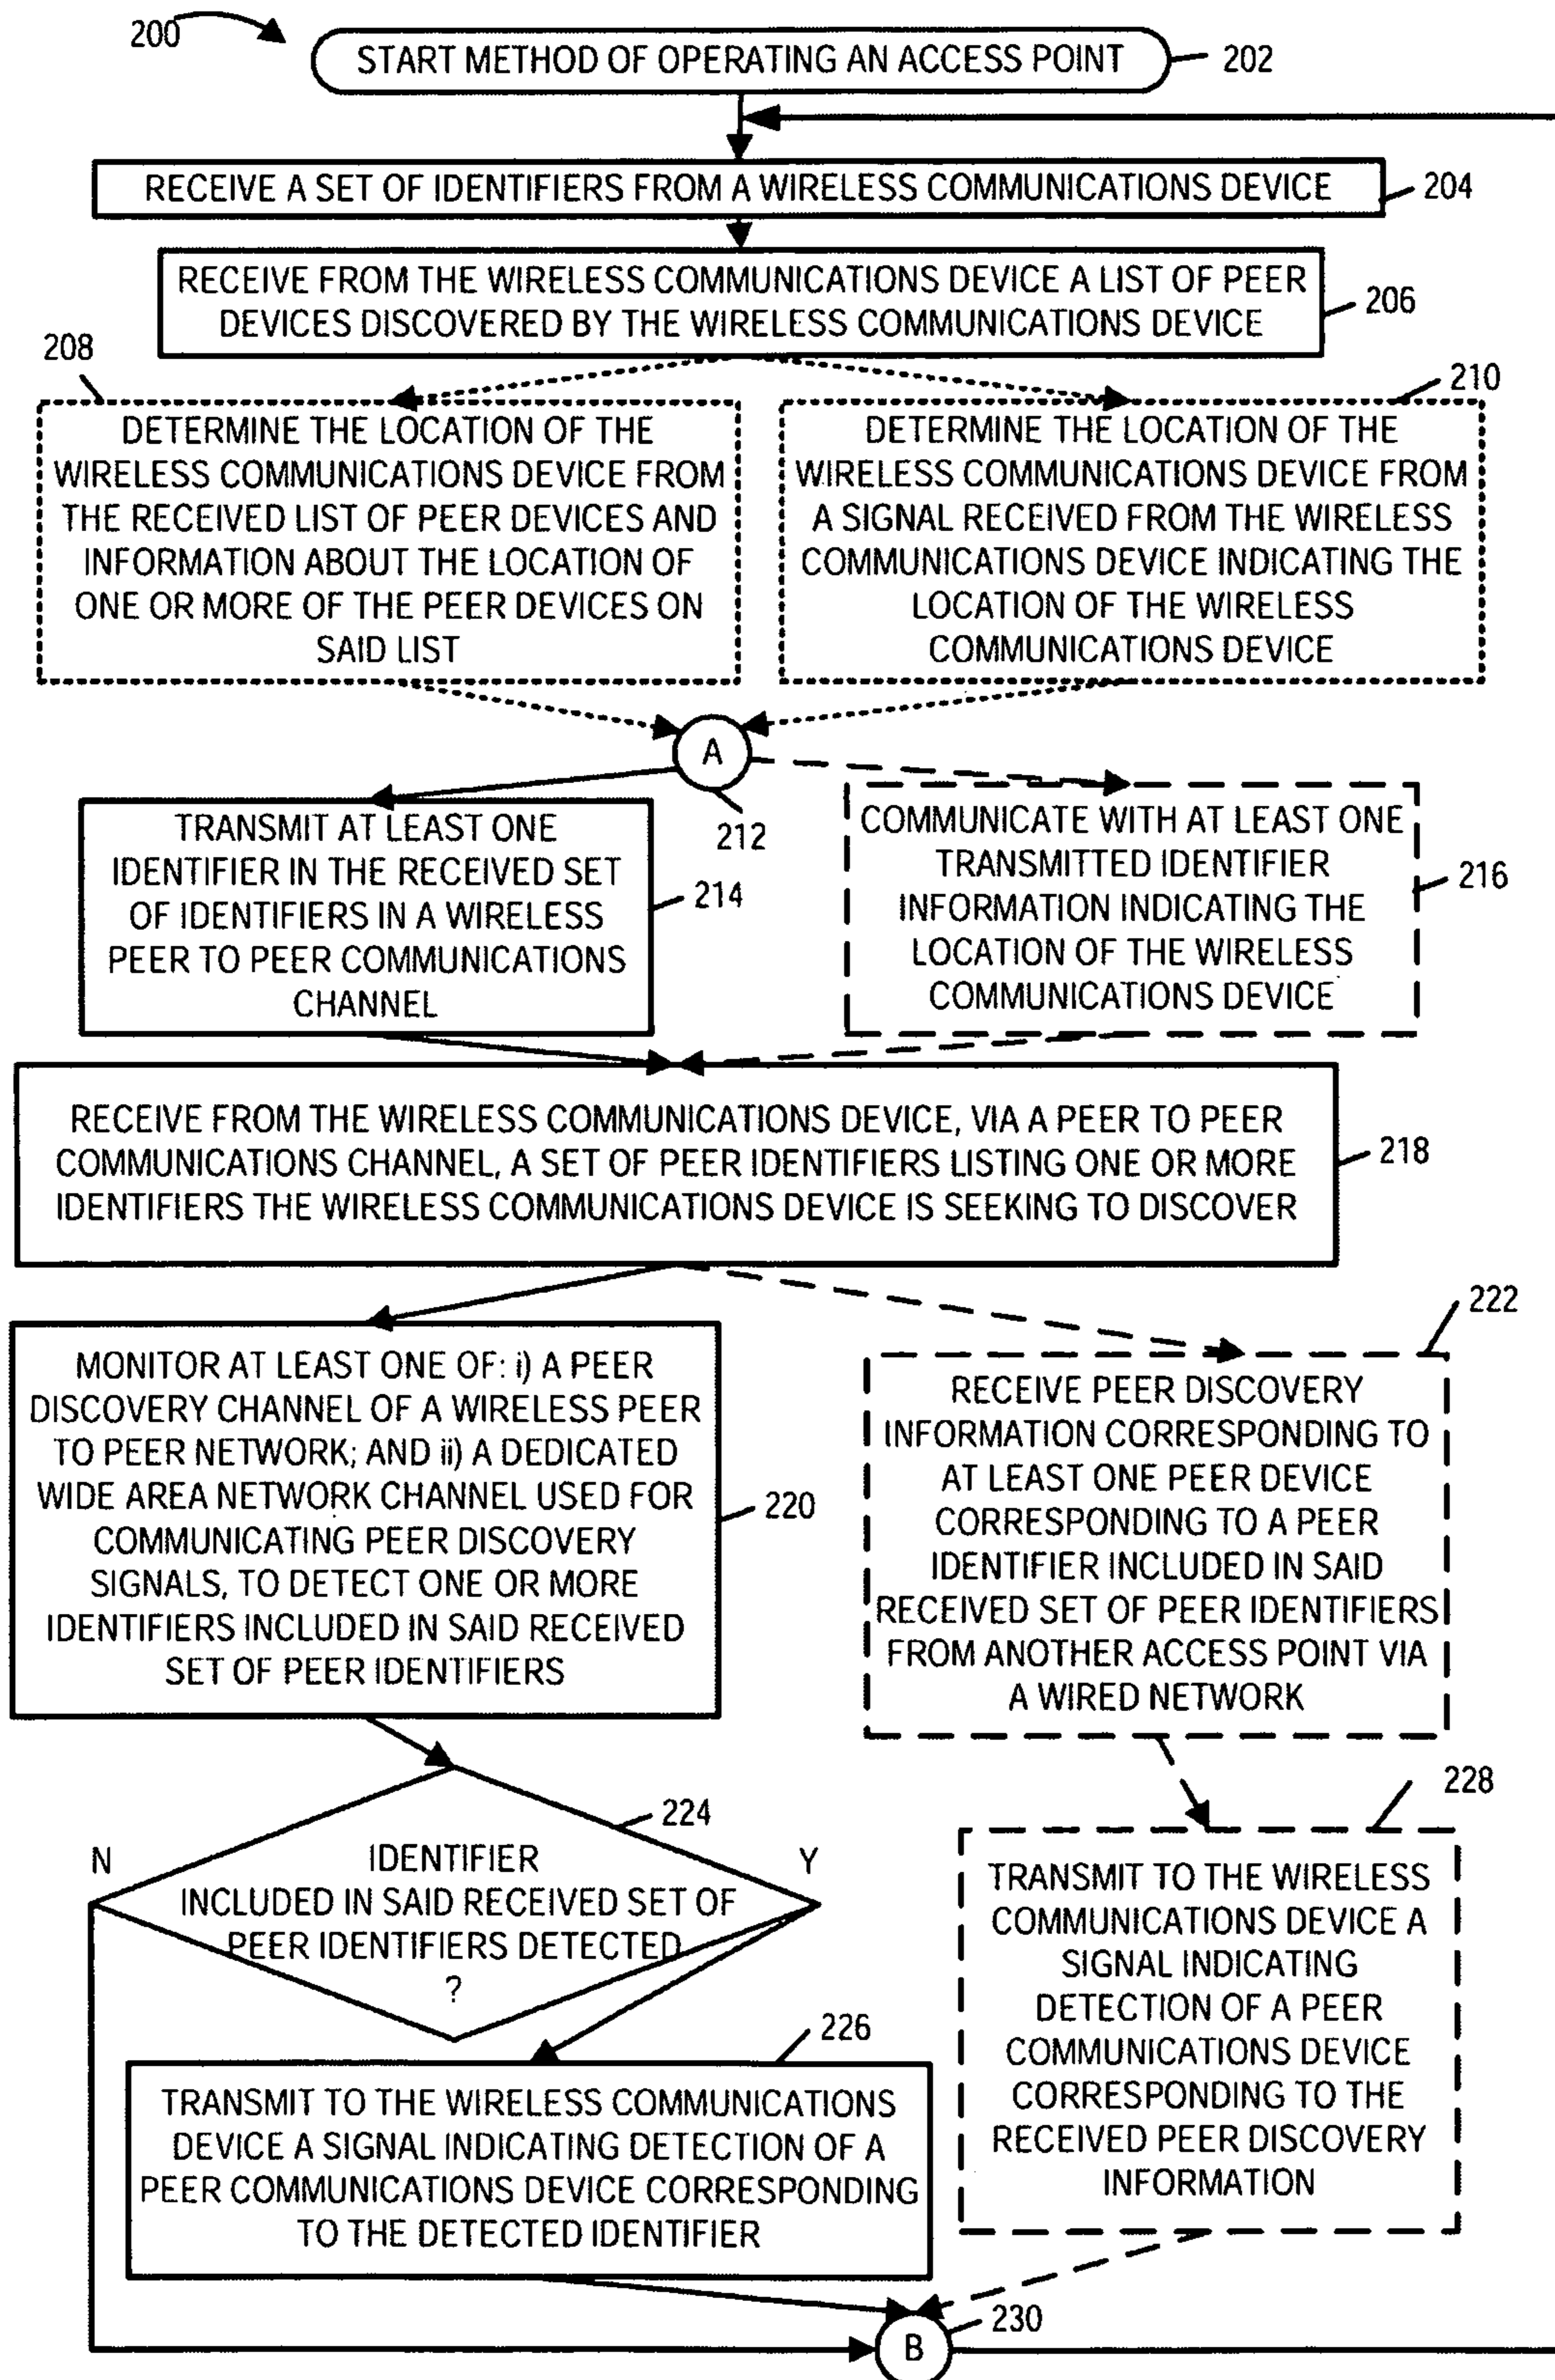 200
START METHOD OF OPERATING AN ACCESS POINT
202
RECEIVE A SET OF IDENTIFIERS FROM A WIRELESS COMMUNICATIONS DEVICE
204
RECEIVE FROM THE WIRELESS COMMUNICATIONS DEVICE A LIST OF PEER
DEVICES DISCOVERED BY THE WIRELESS COMMUNICATIONS DEVICE
206
208
DETERMINE THE LOCATION OF THE
WIRELESS COMMUNICATIONS DEVICE FROM
THE RECEIVED LIST OF PEER DEVICES AND
INFORMATION ABOUT THE LOCATION OF
ONE OR MORE OF THE PEER DEVICES ON
SAID LIST
210
DETERMINE THE LOCATION OF THE
WIRELESS COMMUNICATIONS DEVICE FROM
A SIGNAL RECEIVED FROM THE WIRELESS
COMMUNICATIONS DEVICE INDICATING THE
LOCATION OF THE WIRELESS
COMMUNICATIONS DEVICE
A
212
TRANSMIT AT LEAST ONE
IDENTIFIER IN THE RECEIVED SET
OF IDENTIFIERS IN A WIRELESS
PEER TO PEER COMMUNICATIONS
CHANNEL
214
COMMUNICATE WITH AT LEAST ONE
TRANSMITTED IDENTIFIER
INFORMATION INDICATING THE
LOCATION OF THE WIRELESS
COMMUNICATIONS DEVICE
216
RECEIVE FROM THE WIRELESS COMMUNICATIONS DEVICE, VIA A PEER TO PEER
COMMUNICATIONS CHANNEL, A SET OF PEER IDENTIFIERS LISTING ONE OR MORE
IDENTIFIERS THE WIRELESS COMMUNICATIONS DEVICE IS SEEKING TO DISCOVER
218
MONITOR AT LEAST ONE OF: i) A PEER
DISCOVERY CHANNEL OF A WIRELESS PEER
TO PEER NETWORK; AND ii) A DEDICATED
WIDE AREA NETWORK CHANNEL USED FOR
COMMUNICATING PEER DISCOVERY
SIGNALS, TO DETECT ONE OR MORE
IDENTIFIERS INCLUDED IN SAID RECEIVED
SET OF PEER IDENTIFIERS
220
222
RECEIVE PEER DISCOVERY
INFORMATION CORRESPONDING TO
AT LEAST ONE PEER DEVICE
CORRESPONDING TO A PEER
IDENTIFIER INCLUDED IN SAID
RECEIVED SET OF PEER IDENTIFIERS
FROM ANOTHER ACCESS POINT VIA
A WIRED NETWORK
224
N
IDENTIFIER
INCLUDED IN SAID RECEIVED SET OF
PEER IDENTIFIERS DETECTED
?
Y
228
TRANSMIT TO THE WIRELESS
COMMUNICATIONS DEVICE A
SIGNAL INDICATING
DETECTION OF A PEER
COMMUNICATIONS DEVICE
CORRESPONDING TO THE
RECEIVED PEER DISCOVERY
INFORMATION
226
TRANSMIT TO THE WIRELESS COMMUNICATIONS
DEVICE A SIGNAL INDICATING DETECTION OF A
PEER COMMUNICATIONS DEVICE CORRESPONDING
TO THE DETECTED IDENTIFIER
B
230